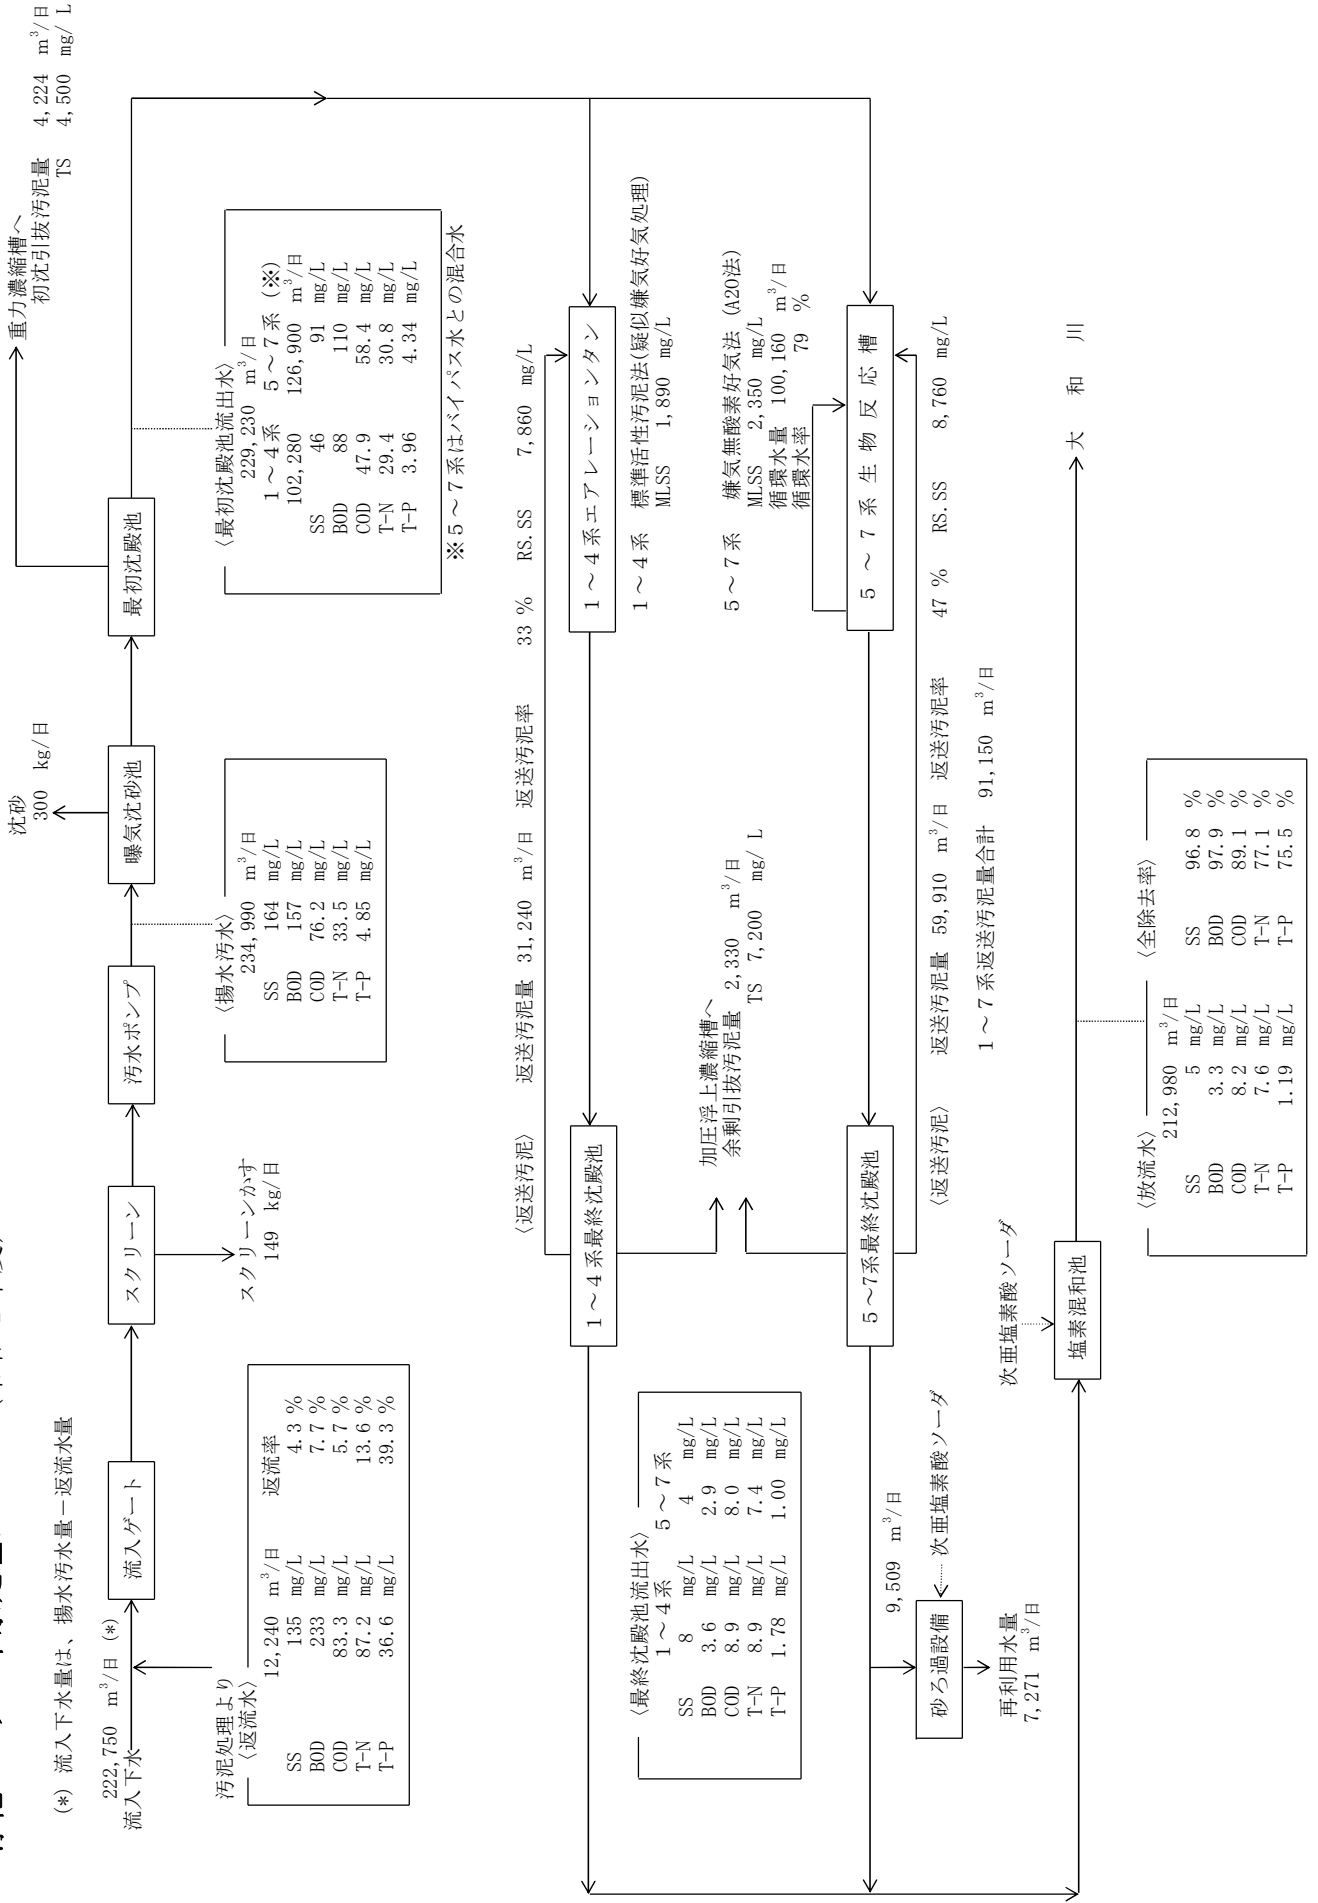 (*) 流入下水量は、揚水汚水量－返流水量
222,750 m³/日 (*)
流入下水
流入ゲート
スクリーン
汚水ポンプ
曝気沈砂池
最初沈殿池
スクリーンかす
149 kg/日
沈砂
300 kg/日
重力濃縮槽へ
初沈引抜汚泥量 4,224 m³/日
TS 4,500 mg/ L
汚泥処理より
〈返流水〉
12,240 m³/日 返流率
SS 135 mg/L 4.3 %
BOD 233 mg/L 7.7 %
COD 83.3 mg/L 5.7 %
T-N 87.2 mg/L 13.6 %
T-P 36.6 mg/L 39.3 %
〈揚水汚水〉
234,990 m³/日
SS 164 mg/L
BOD 157 mg/L
COD 76.2 mg/L
T-N 33.5 mg/L
T-P 4.85 mg/L
〈最初沈殿池流出水〉
229,230 m³/日
1～4系 5～7系 (※)
102,280 126,900 m³/日
SS 46 91 mg/L
BOD 88 110 mg/L
COD 47.9 58.4 mg/L
T-N 29.4 30.8 mg/L
T-P 3.96 4.34 mg/L
※5～7系はバイパス水との混合水
〈返送汚泥〉 返送汚泥量 31,240 m³/日 返送汚泥率 33 % RS.SS 7,860 mg/L
1～4系最終沈殿池
1～4系エアレーションタン
1～4系 標準活性汚泥法(疑似嫌気好気処理)
MLSS 1,890 mg/L
加圧浮上濃縮槽へ
余剰引抜汚泥量 2,330 m³/日
TS 7,200 mg/ L
5～7系 嫌気無酸素好気法 (A20法)
MLSS 2,350 mg/L
循環水量 100,160 m³/日
循環水率 79 %
5～7系最終沈殿池
5～7系生物反応槽
〈返送汚泥〉 返送汚泥量 59,910 m³/日 返送汚泥率 47 % RS.SS 8,760 mg/L
1～7系返送汚泥量合計 91,150 m³/日
〈最終沈殿池流出水〉
1～4系 5～7系
SS 8 mg/L 4 mg/L
BOD 3.6 mg/L 2.9 mg/L
COD 8.9 mg/L 8.0 mg/L
T-N 8.9 mg/L 7.4 mg/L
T-P 1.78 mg/L 1.00 mg/L
9,509 m³/日
砂ろ過設備
次亜塩素酸ソーダ
再利用水量
7,271 m³/日
次亜塩素酸ソーダ
塩素混和池
大和川
〈放流水〉 〈全除去率〉
212,980 m³/日
SS 5 mg/L SS 96.8 %
BOD 3.3 mg/L BOD 97.9 %
COD 8.2 mg/L COD 89.1 %
T-N 7.6 mg/L T-N 77.1 %
T-P 1.19 mg/L T-P 75.5 %